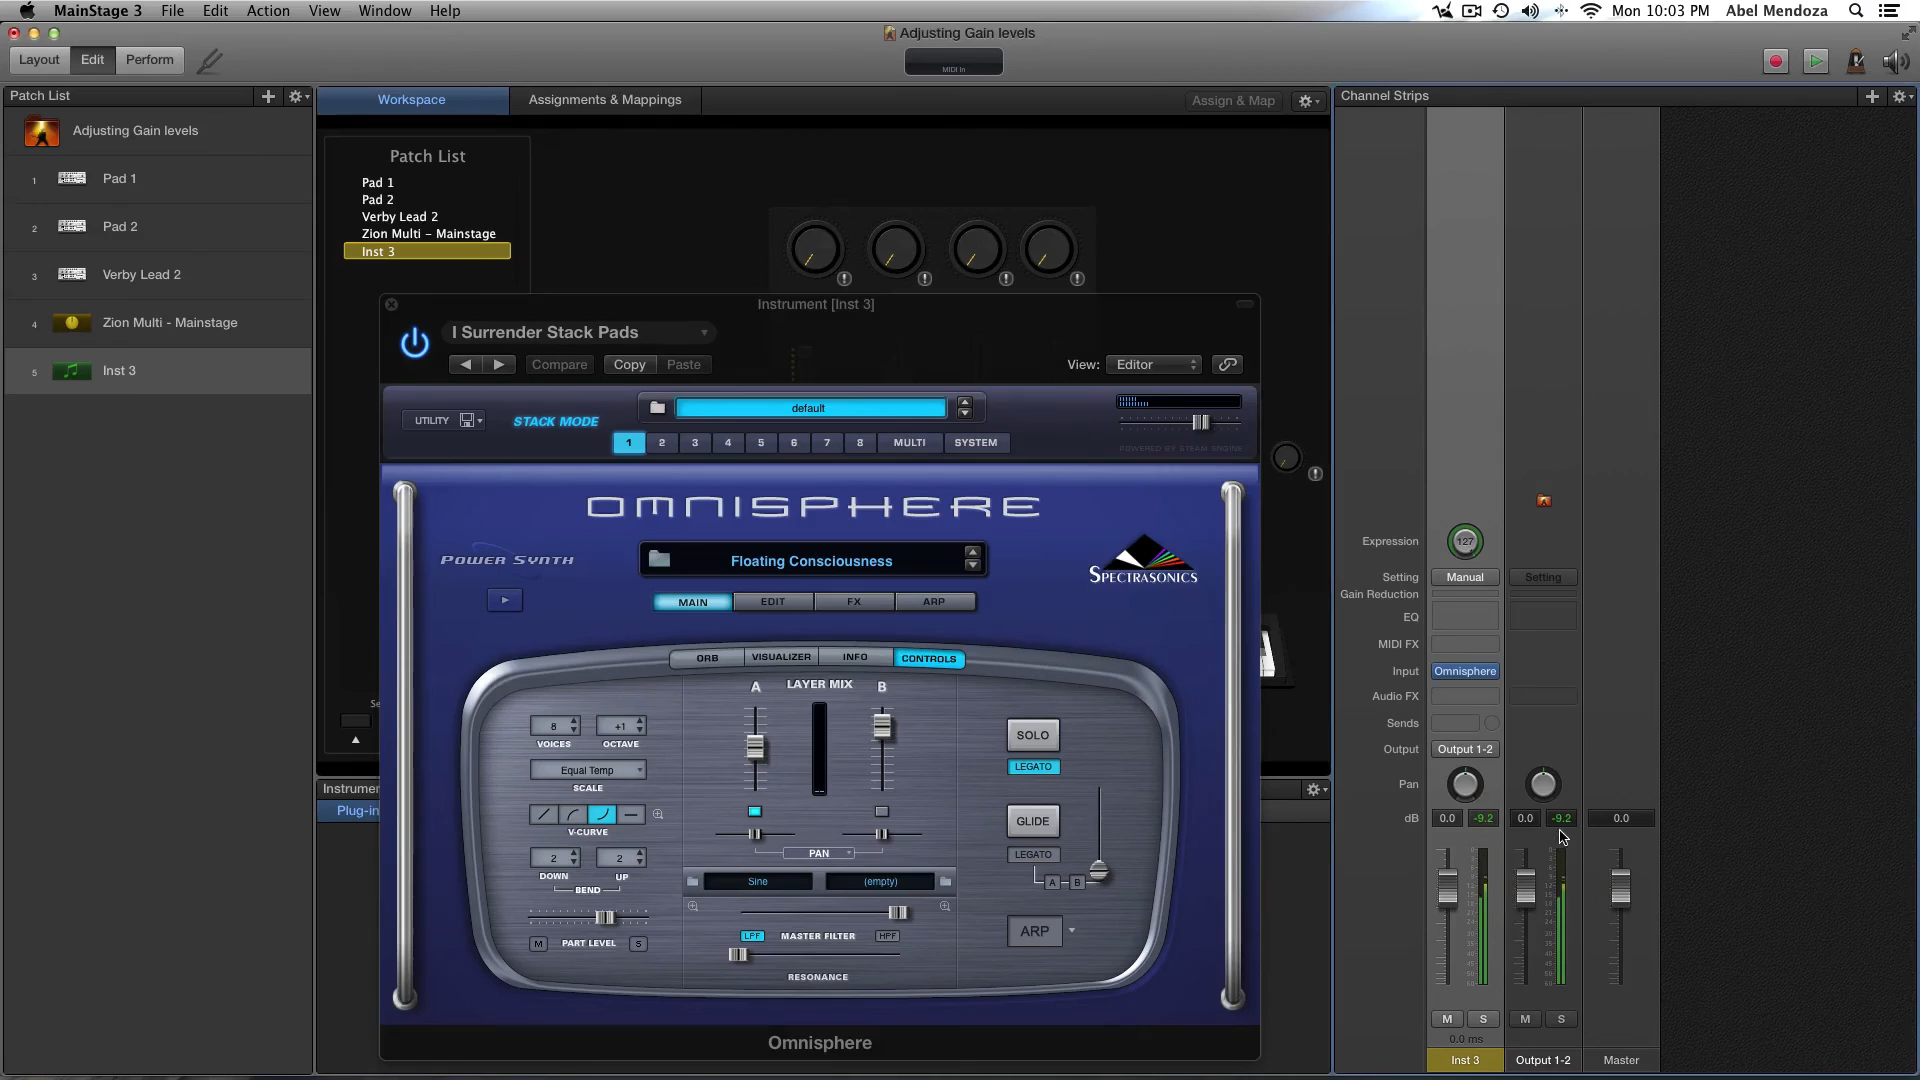 MainStage 3 File Edit Action View Window Help
Mon 10:03 PM Abel Mendoza
Adjusting Gain levels
Layout Edit Perform
MIDI In
Patch List
Workspace
Assignments & Mappings
Assign & Map
Channel Strips
Adjusting Gain levels
1 Pad 1
2 Pad 2
3 Verby Lead 2
4 Zion Multi - Mainstage
5 Inst 3
Patch List
Pad 1
Pad 2
Verby Lead 2
Zion Multi – Mainstage
Inst 3
Instrument [Inst 3]
I Surrender Stack Pads
Compare Copy Paste
View: Editor
UTILITY
STACK MODE
default
1 2 3 4 5 6 7 8 MULTI SYSTEM
POWERED BY STEAM ENGINE
OMNISPHERE
POWER SYNTH
Floating Consciousness
SPECTRASONICS
MAIN EDIT FX ARP
ORB VISUALIZER INFO CONTROLS
A LAYER MIX B
8 +1
VOICES OCTAVE
Equal Temp
SCALE
V-CURVE
2 2
DOWN UP
BEND
M PART LEVEL S
PAN
Sine (empty)
LPF MASTER FILTER HPF
RESONANCE
SOLO
LEGATO
GLIDE
LEGATO
A B
ARP
Omnisphere
Se
Instrumen
Plug-in
Expression 127
Setting Manual Setting
Gain Reduction
EQ
MIDI FX
Input Omnisphere
Audio FX
Sends
Output Output 1-2
Pan
dB 0.0 -9.2 0.0 -9.2 0.0
M S M S
0.0 ms
Inst 3 Output 1-2 Master